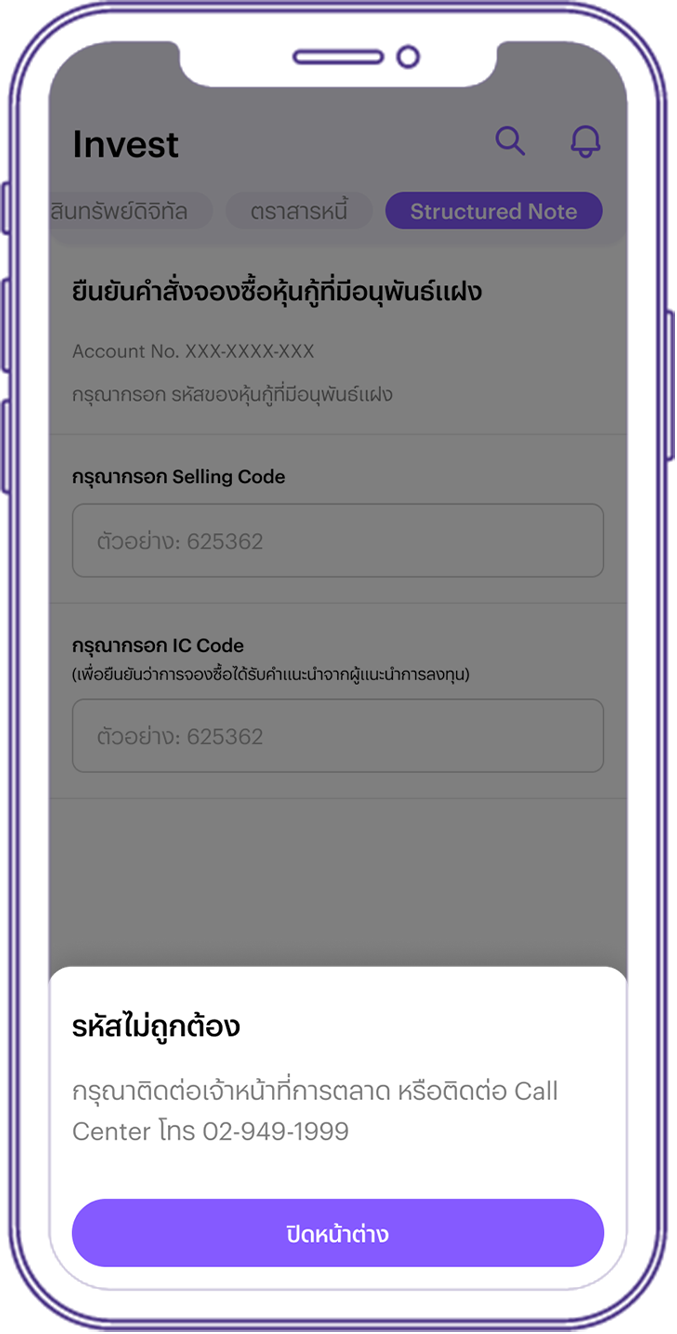 Invest
สินทรัพย์ดิจิทัล ตราสารหนี้ Structured Note
ยืนยันคำสั่งจองซื้อหุ้นกู้ที่มีอนุพันธ์แฝง
Account No. XXX-XXXX-XXX
กรุณากรอก รหัสของหุ้นกู้ที่มีอนุพันธ์แฝง
กรุณากรอก Selling Code
ตัวอย่าง: 625362
กรุณากรอก IC Code
(เพื่อยืนยันว่าการจองซื้อได้รับคำแนะนำจากผู้แนะนำการลงทุน)
ตัวอย่าง: 625362
รหัสไม่ถูกต้อง
กรุณาติดต่อเจ้าหน้าที่การตลาด หรือติดต่อ Call
Center โทร 02-949-1999
ปิดหน้าต่าง